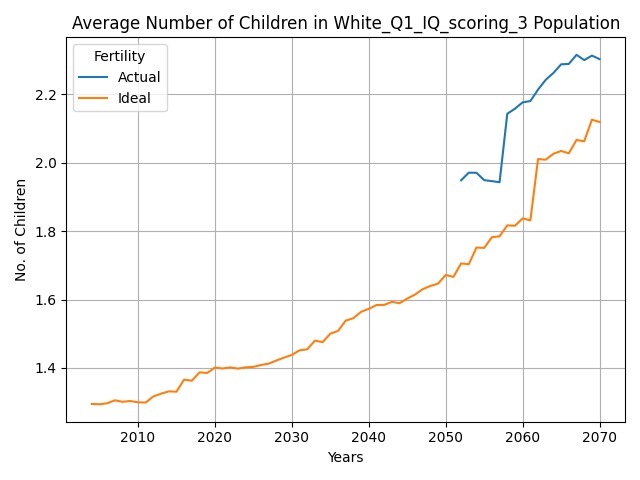 Average Number of Children in White_Q1_IQ_scoring_3 Population
Fertility
Actual
Ideal
No. of Children
2.2
2.0
1.8
1.6
1.4
2010 2020 2030 2040 2050 2060 2070
Years